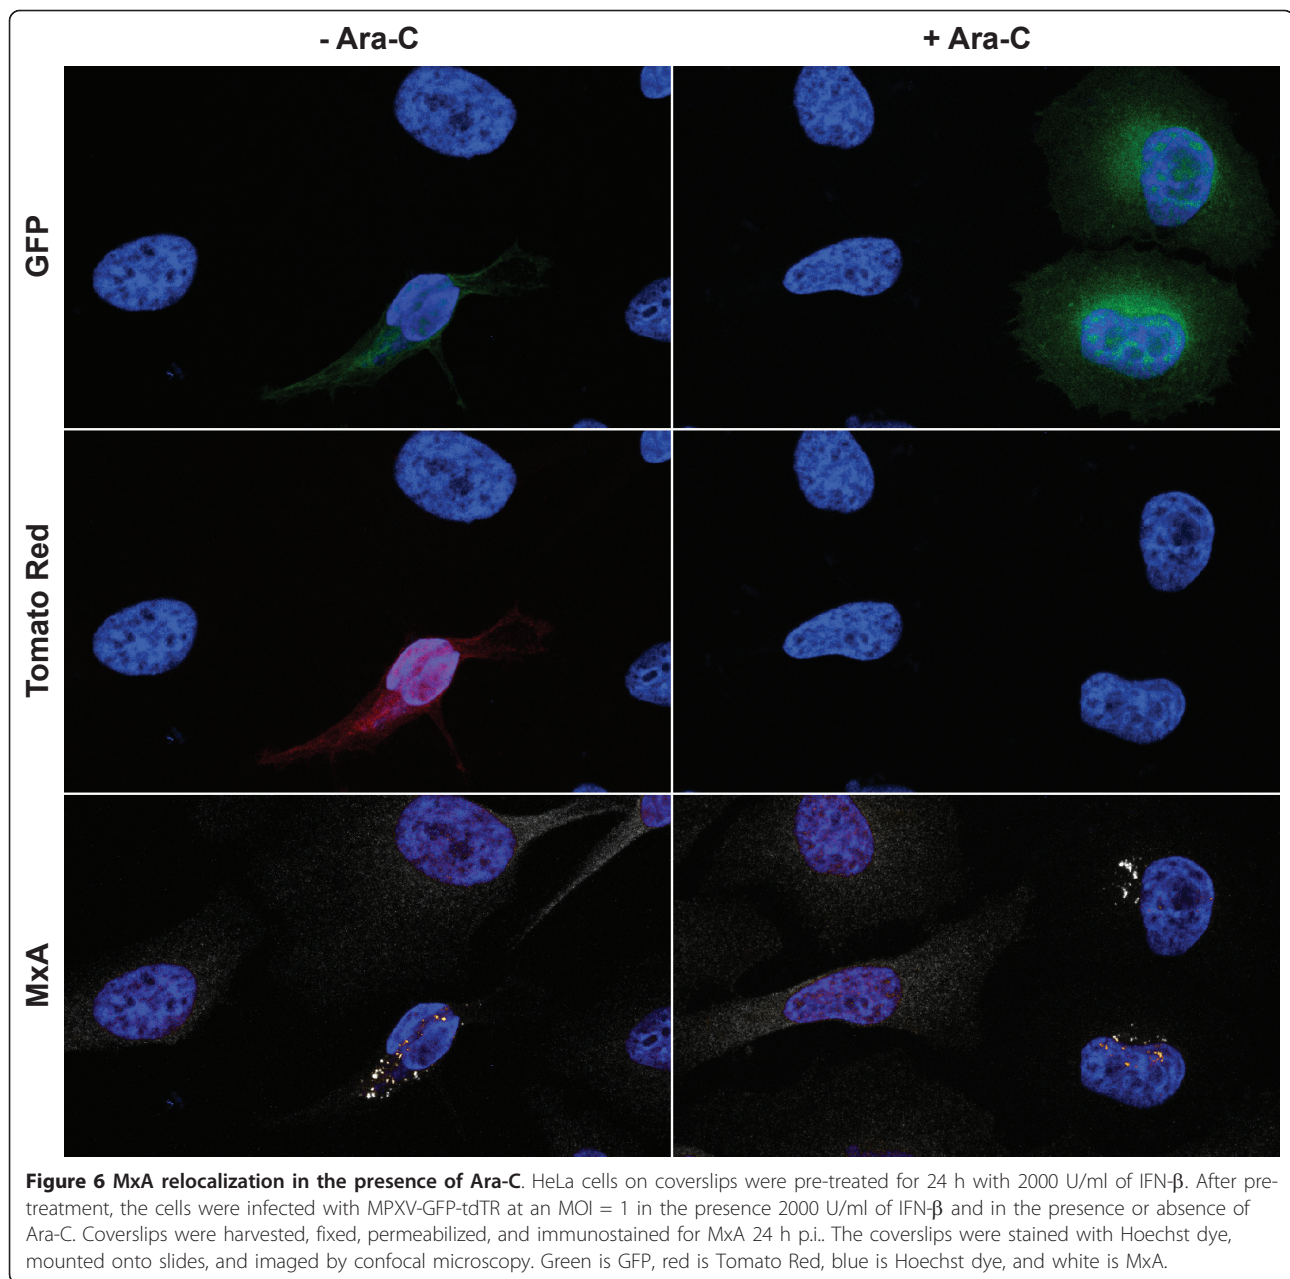 - Ara-C
+ Ara-C
GFP
Tomato Red
MxA
Figure 6 MxA relocalization in the presence of Ara-C. HeLa cells on coverslips were pre-treated for 24 h with 2000 U/ml of IFN-β. After pre-
treatment, the cells were infected with MPXV-GFP-tdTR at an MOI = 1 in the presence 2000 U/ml of IFN-β and in the presence or absence of
Ara-C. Coverslips were harvested, fixed, permeabilized, and immunostained for MxA 24 h p.i.. The coverslips were stained with Hoechst dye,
mounted onto slides, and imaged by confocal microscopy. Green is GFP, red is Tomato Red, blue is Hoechst dye, and white is MxA.